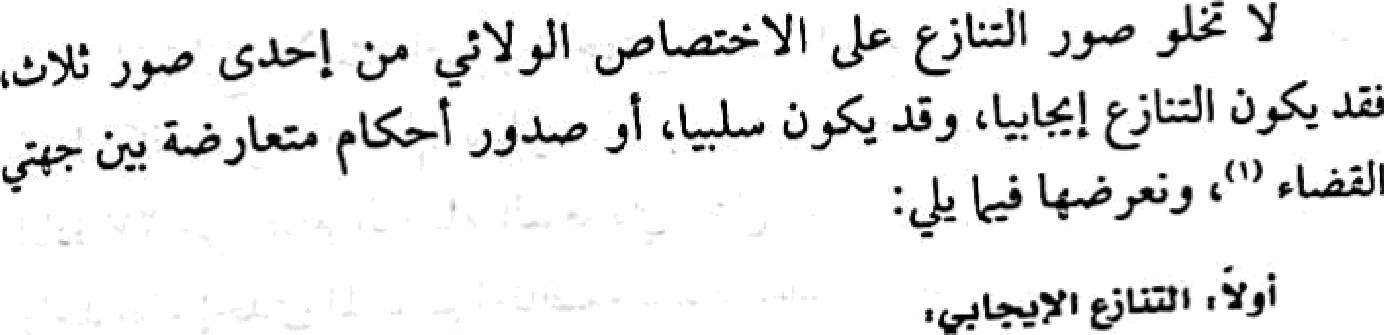 لا تخلو صور التنازع على الاختصاص الولائي من إحدى صور ثلاث،
فقد يكون التنازع إيجابيا، وقد يكون سلبيا، أو صدور أحكام متعارضة بين جهتي
القضاء (١)، ونعرضها فيما يلي:
أولاً: التنازع الإيجابي: